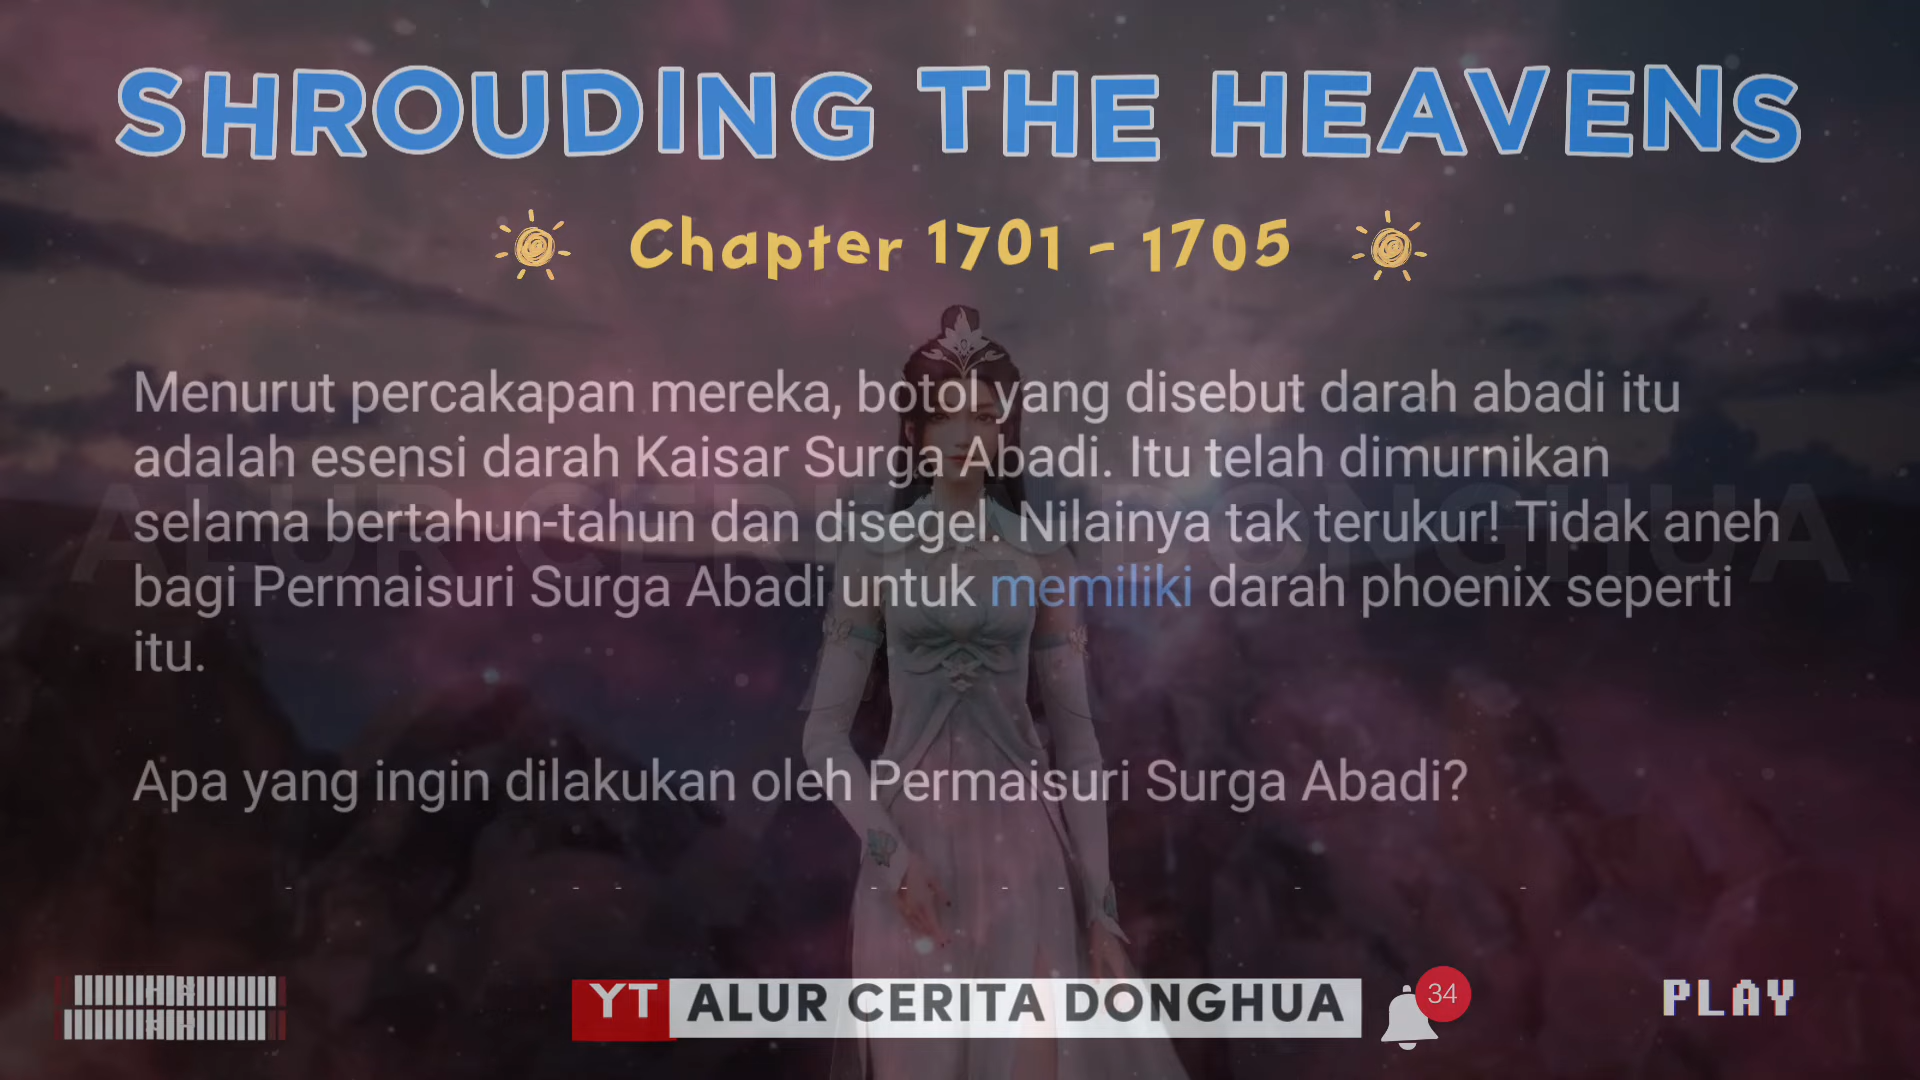 SHROUDING THE HEAVENS
Chapter 1701 - 1705
Menurut percakapan mereka, botol yang disebut darah abadi itu
adalah esensi darah Kaisar Surga Abadi. Itu telah dimurnikan
selama bertahun-tahun dan disegel. Nilainya tak terukur! Tidak aneh
bagi Permaisuri Surga Abadi untuk memiliki darah phoenix seperti
itu.
Apa yang ingin dilakukan oleh Permaisuri Surga Abadi?
ALUR CERITA DONGHUA
YT ALUR CERITA DONGHUA
34
PLAY